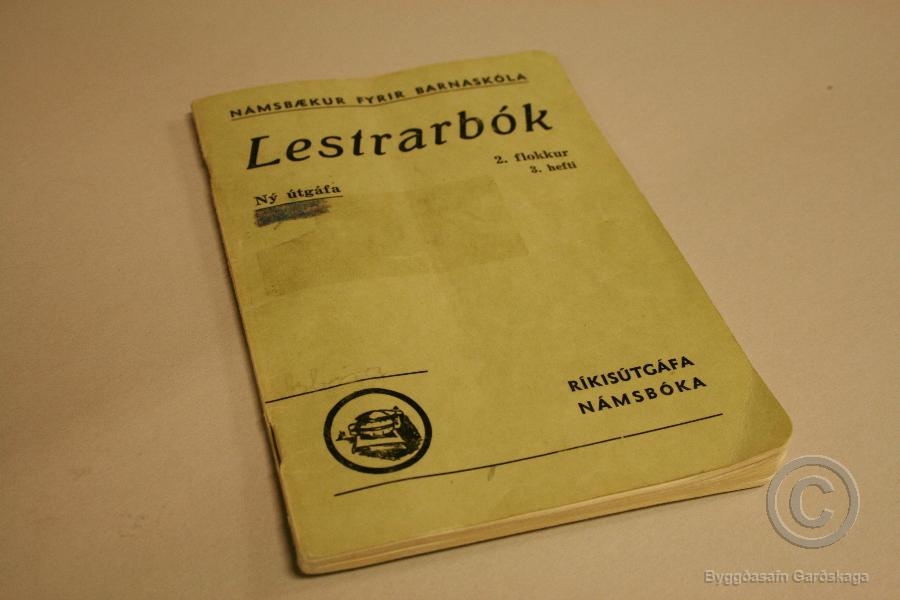 NÁMSBÆKUR FYRIR BARNASKÓLA
Lestrarbók
2. flokkur
3. hefti
Ný útgáfa
RÍKISÚTGÁFA
NÁMSBÓKA
©
Byggðasafn Garðskaga